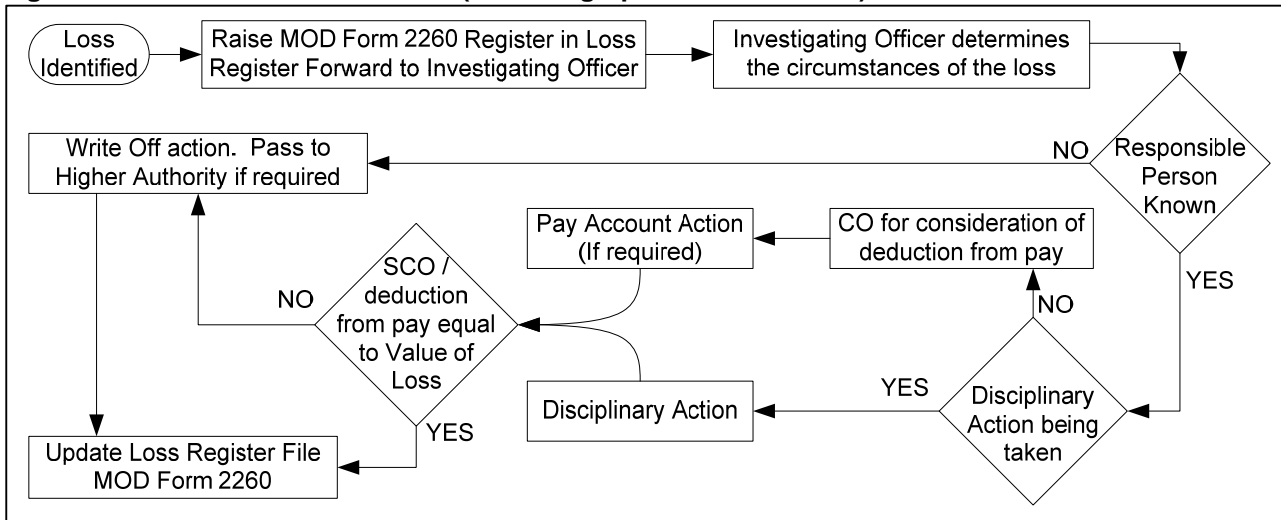 Loss
Identified
Raise MOD Form 2260 Register in Loss
Register Forward to Investigating Officer
Investigating Officer determines
the circumstances of the loss
Responsible
Person
Known
NO
YES
Write Off action.  Pass to
Higher Authority if required
Pay Account Action
(If required)
CO for consideration of
deduction from pay
NO
SCO /
deduction
from pay equal
to Value of
Loss
NO
YES
Disciplinary Action
YES
Disciplinary
Action being
taken
Update Loss Register File
MOD Form 2260